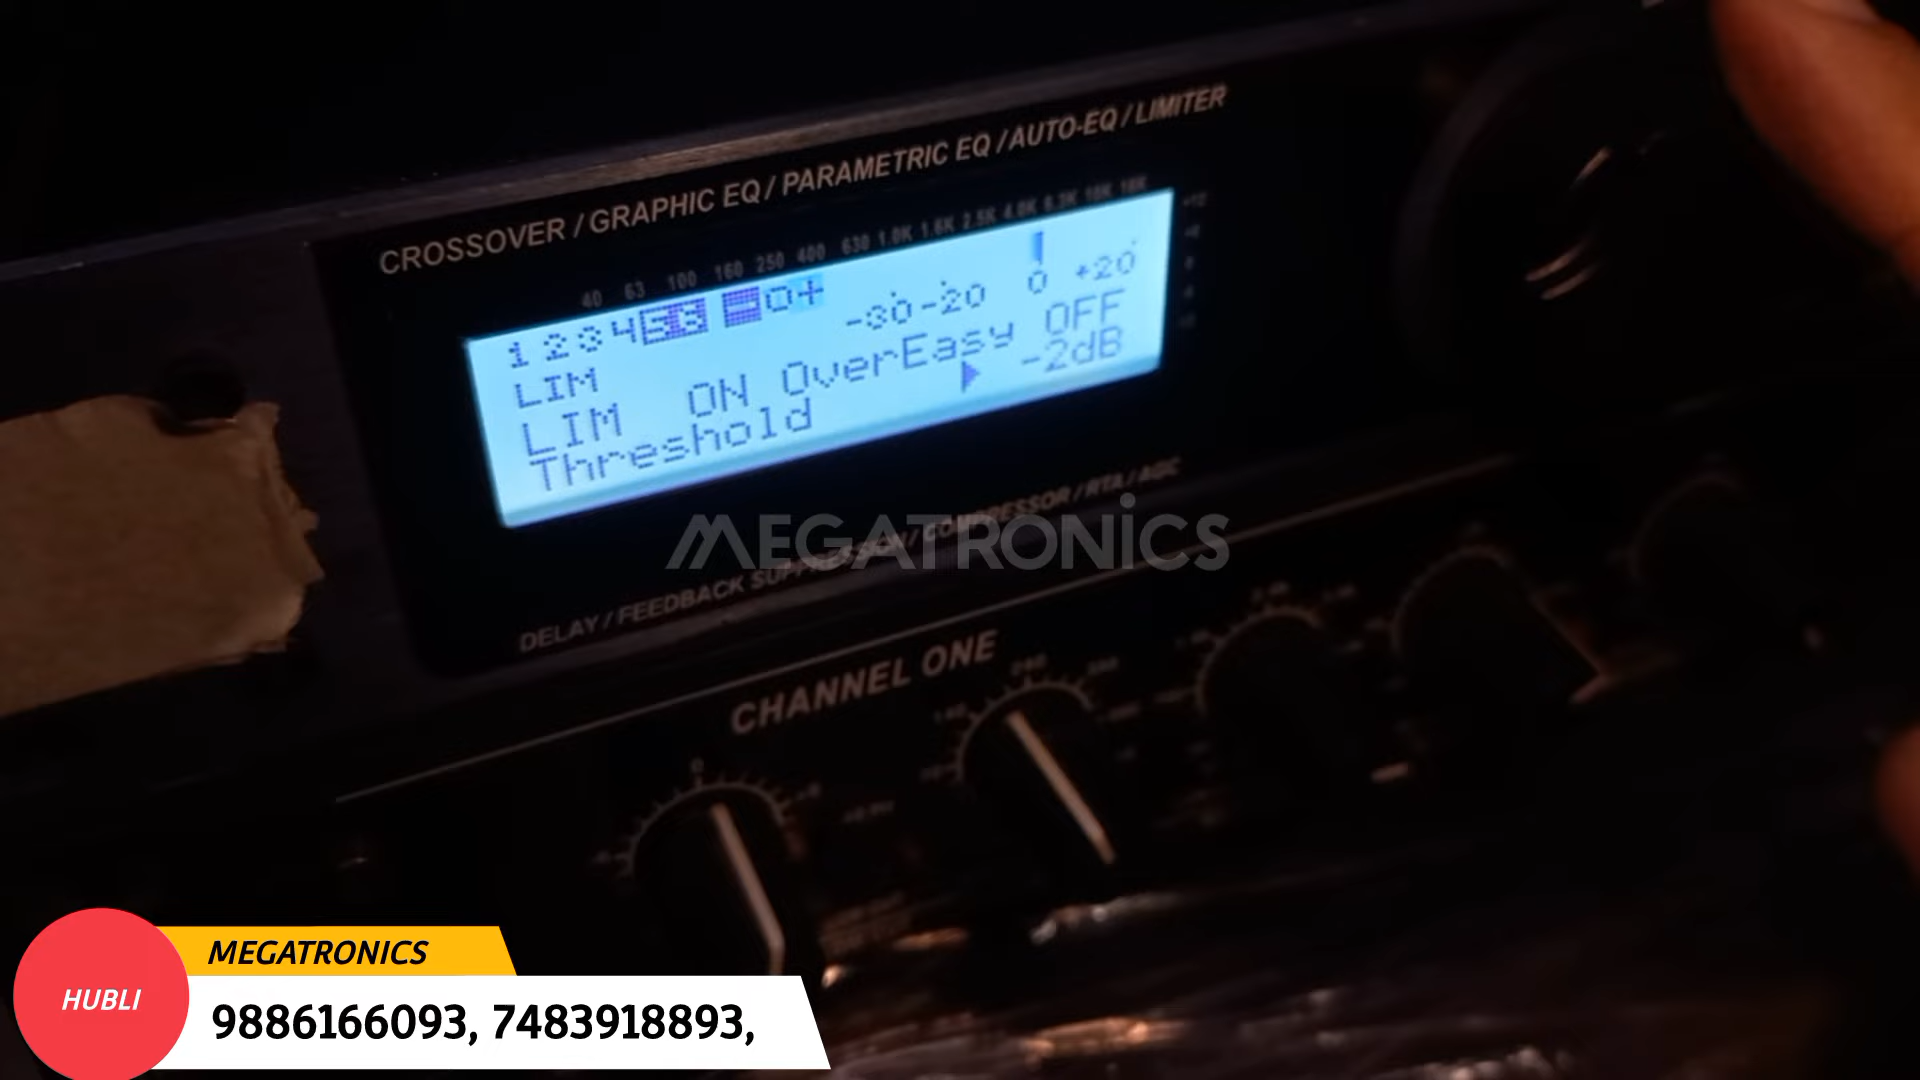 CROSSOVER / GRAPHIC EQ / PARAMETRIC EQ / AUTO-EQ / LIMITER
40 63 100 160 250 400 630 1.0K 1.6K 2.5K 4.0K 6.3K 10K 16K
1 2 3 4 5 6 - O +
LIM -30 -20 0 +20
LIM ON OverEasy OFF
Threshold -2dB
DELAY / FEEDBACK SUPPRESSION / COMPRESSOR / RTA / AGC
MEGATRONICS
CHANNEL ONE
MEGATRONICS
HUBLI
9886166093, 7483918893,